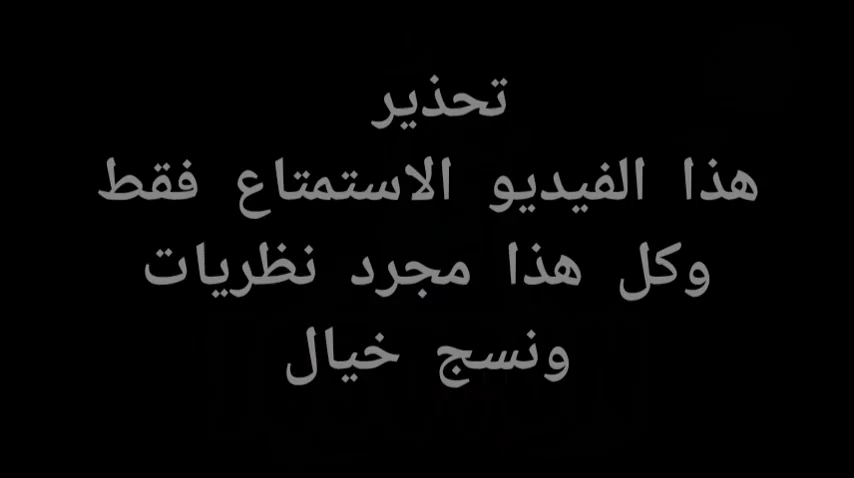 تحذير
هذا الفيديو الاستمتاع فقط
وكل هذا مجرد نظريات
ونسج خيال